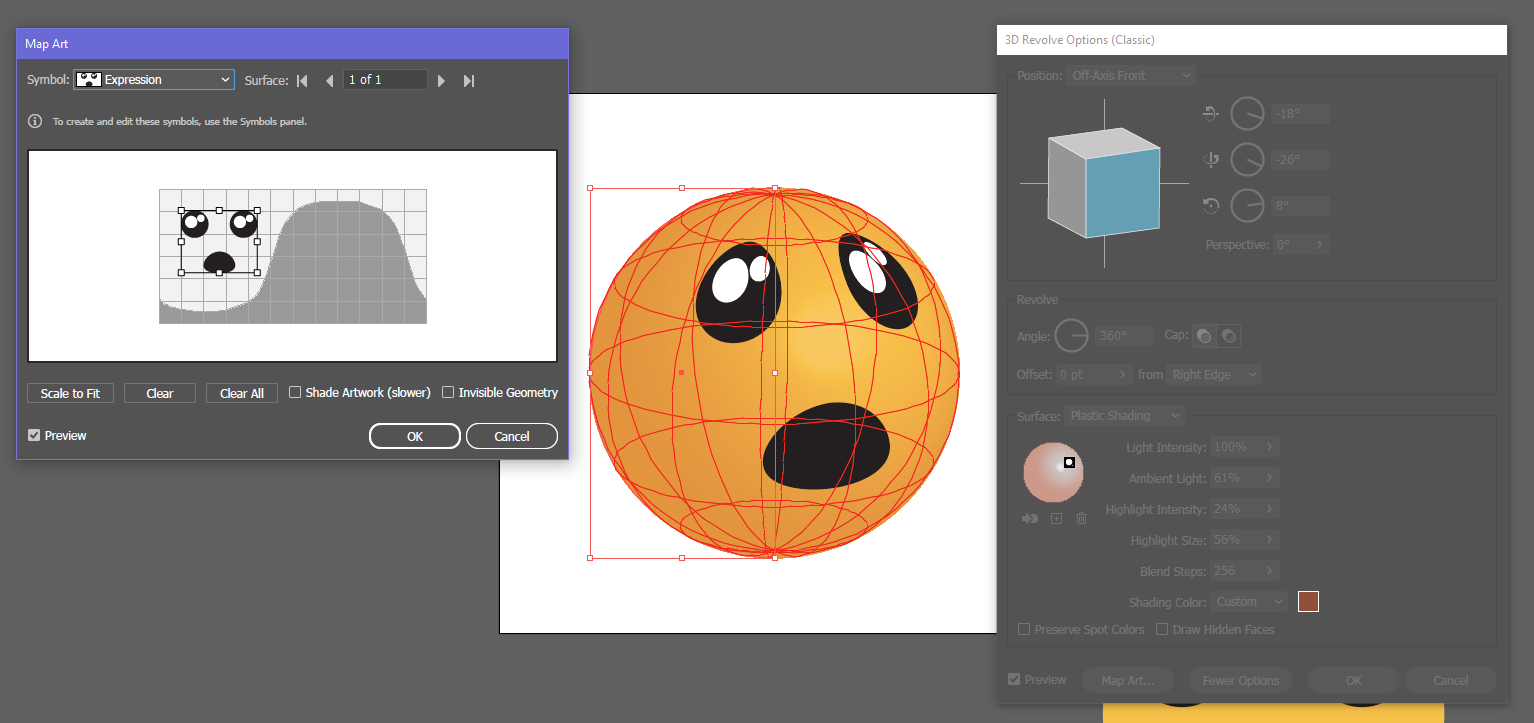 Map Art
Symbol: Expression Surface: 1 of 1
To create and edit these symbols, use the Symbols panel.
Scale to Fit Clear Clear All Shade Artwork (slower) Invisible Geometry
Preview OK Cancel
3D Revolve Options (Classic)
Position: Off-Axis Front
-18°
-26°
8°
Perspective: 0°
Revolve
Angle: 360° Cap:
Offset: 0 pt from Right Edge
Surface: Plastic Shading
Light Intensity: 100%
Ambient Light: 61%
Highlight Intensity: 24%
Highlight Size: 56%
Blend Steps: 256
Shading Color: Custom
Preserve Spot Colors Draw Hidden Faces
Preview Map Art... Fewer Options OK Cancel